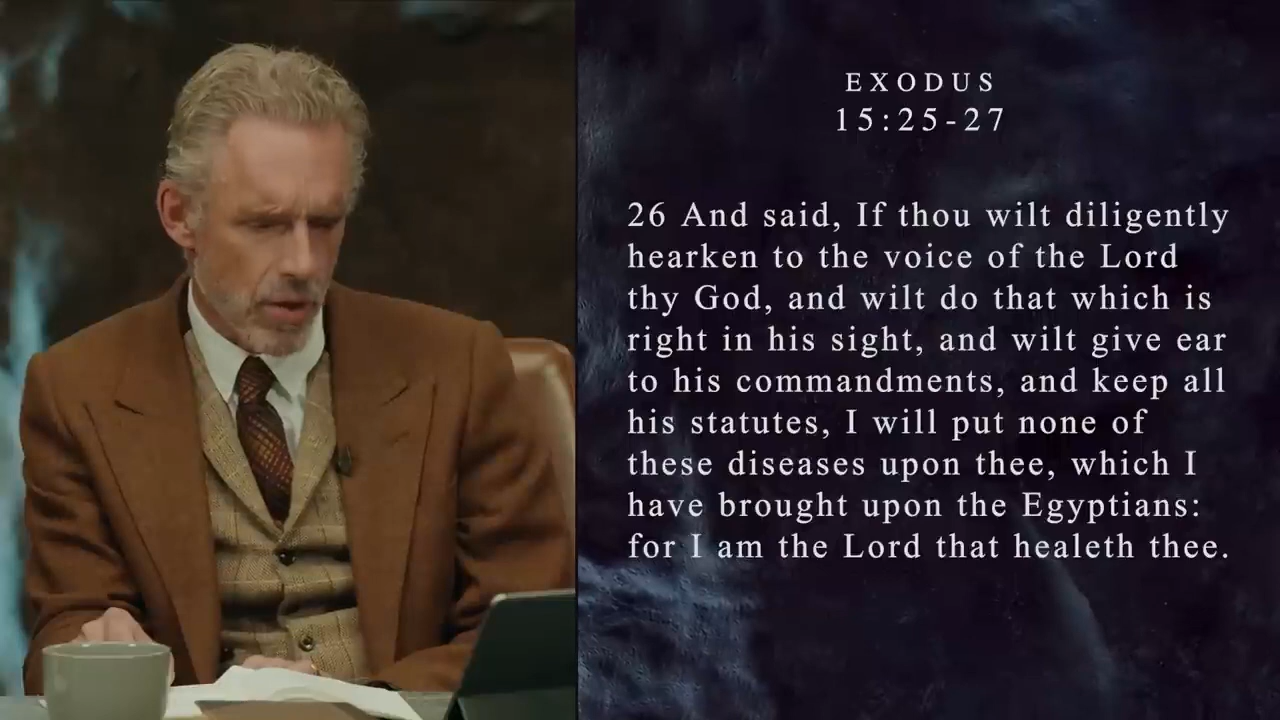 EXODUS
15:25-27
26 And said, If thou wilt diligently
hearken to the voice of the Lord
thy God, and wilt do that which is
right in his sight, and wilt give ear
to his commandments, and keep all
his statutes, I will put none of
these diseases upon thee, which I
have brought upon the Egyptians:
for I am the Lord that healeth thee.